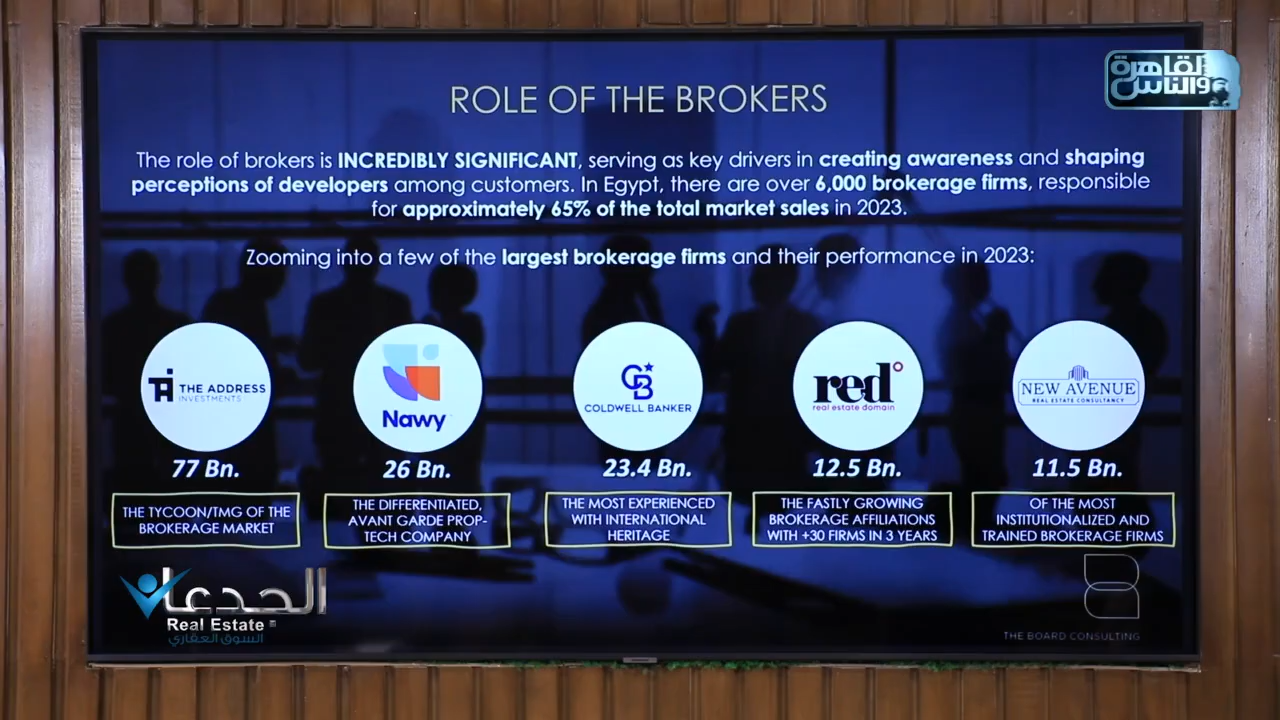 القاهرة
والناس
ROLE OF THE BROKERS
The role of brokers is INCREDIBLY SIGNIFICANT, serving as key drivers in creating awareness and shaping
perceptions of developers among customers. In Egypt, there are over 6,000 brokerage firms, responsible
for approximately 65% of the total market sales in 2023.
Zooming into a few of the largest brokerage firms and their performance in 2023:
THE ADDRESS
INVESTMENTS
77 Bn.
THE TYCOON/TMG OF THE
BROKERAGE MARKET
Nawy
26 Bn.
THE DIFFERENTIATED,
AVANT GARDE PROP-
TECH COMPANY
CB
COLDWELL BANKER
23.4 Bn.
THE MOST EXPERIENCED
WITH INTERNATIONAL
HERITAGE
red
real estate domain
12.5 Bn.
THE FASTLY GROWING
BROKERAGE AFFILIATIONS
WITH +30 FIRMS IN 3 YEARS
NEW AVENUE
REAL ESTATE CONSULTANCY
11.5 Bn.
OF THE MOST
INSTITUTIONALIZED AND
TRAINED BROKERAGE FIRMS
الجدعان
Real Estate
السوق العقاري
THE BOARD CONSULTING